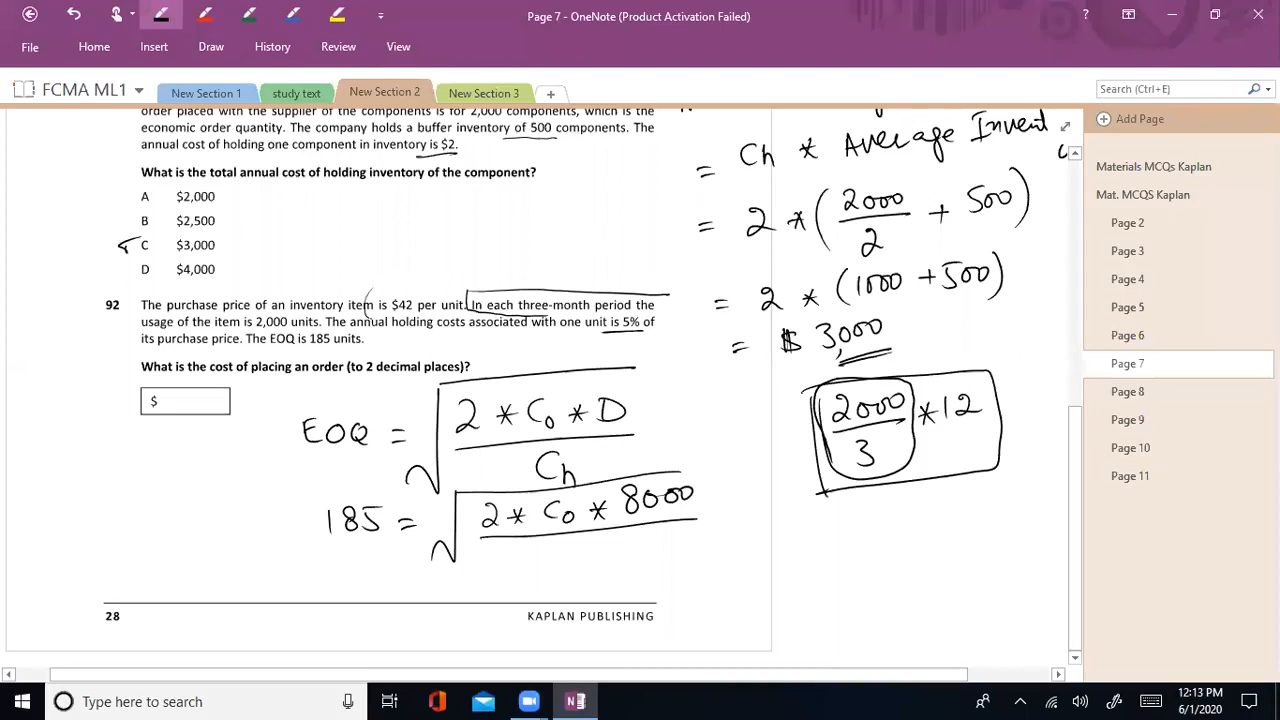 Page 7 - OneNote (Product Activation Failed)
File Home Insert Draw History Review View
FCMA ML1 New Section 1 study text New Section 2 New Section 3
Search (Ctrl+E)
order placed with the supplier of the components is for 2,000 components, which is the
economic order quantity. The company holds a buffer inventory of 500 components. The
annual cost of holding one component in inventory is $2.
What is the total annual cost of holding inventory of the component?
A $2,000
B $2,500
C $3,000
D $4,000
92 The purchase price of an inventory item is $42 per unit. In each three-month period the
usage of the item is 2,000 units. The annual holding costs associated with one unit is 5% of
its purchase price. The EOQ is 185 units.
What is the cost of placing an order (to 2 decimal places)?
$
EOQ = √ 2 * Co * D
Ch
185 = √ 2 * Co * 8000
= Ch * Average Invent
= 2 * ( 2000 / 2 + 500 )
= 2 * (1000 + 500)
= $ 3,000
2000 / 3 * 12
28 KAPLAN PUBLISHING
Add Page
Materials MCQs Kaplan
Mat. MCQS Kaplan
Page 2
Page 3
Page 4
Page 5
Page 6
Page 7
Page 8
Page 9
Page 10
Page 11
Type here to search
12:13 PM
6/1/2020